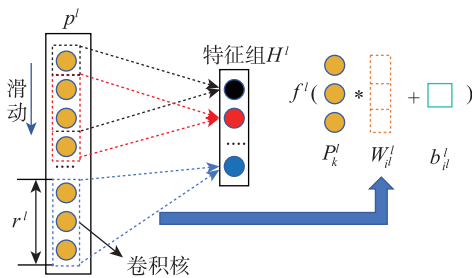 p^l
特征组H^l
滑动
......
.....
f^l( * + )
P_k^l W_{il}^l b_{il}^l
r^l
卷积核